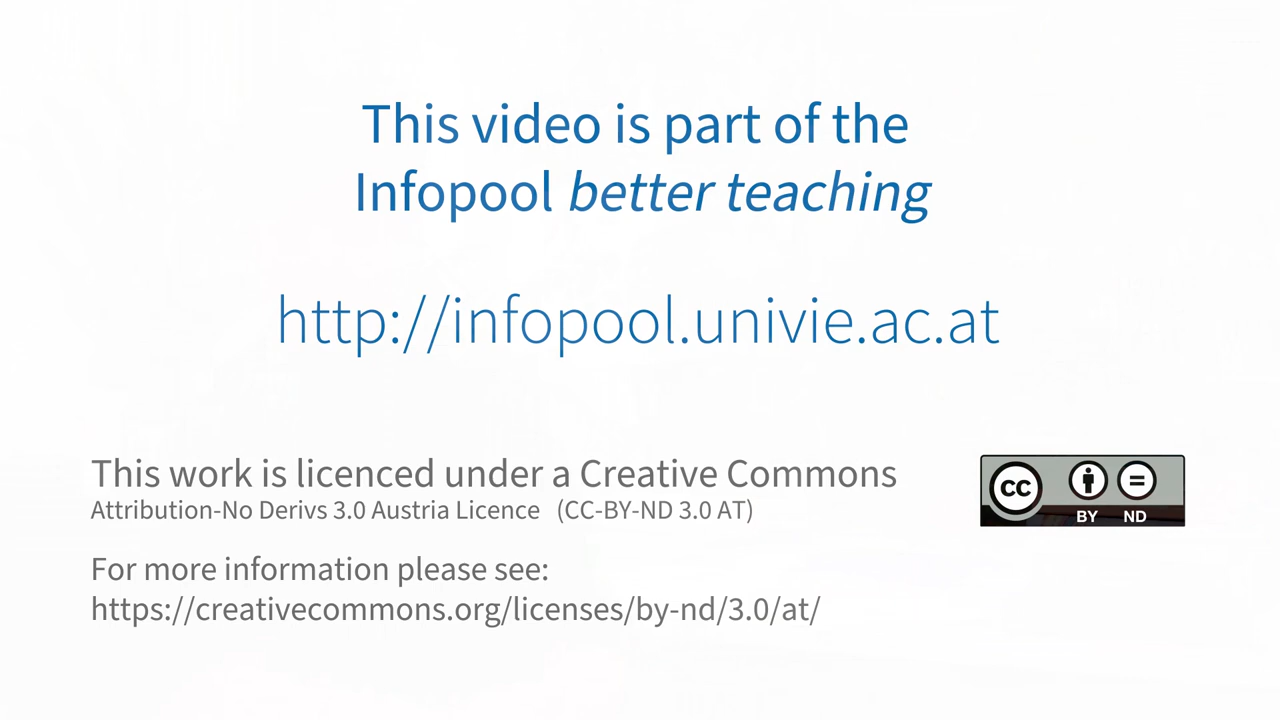 This video is part of the
Infopool better teaching
http://infopool.univie.ac.at
This work is licenced under a Creative Commons
Attribution-No Derivs 3.0 Austria Licence (CC-BY-ND 3.0 AT)
For more information please see:
https://creativecommons.org/licenses/by-nd/3.0/at/
CC
BY ND